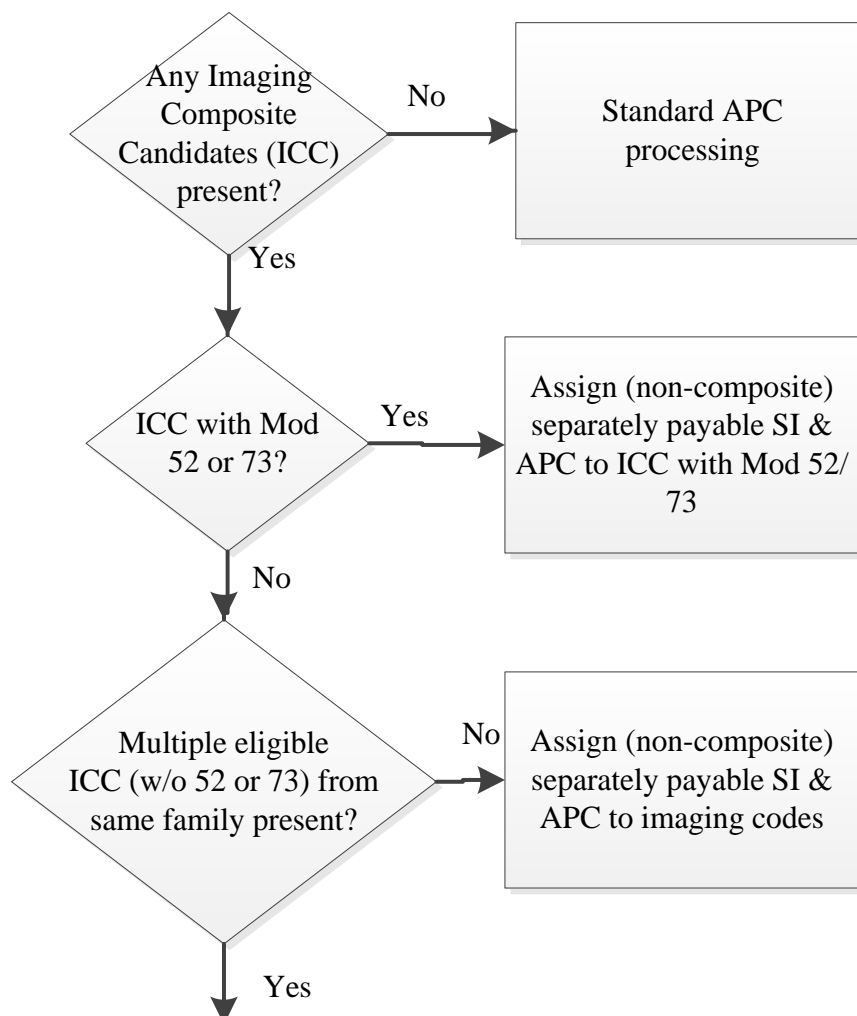 Any Imaging
Composite
Candidates (ICC)
present?
No
Standard APC
processing
Yes
ICC with Mod
52 or 73?
Yes
Assign (non-composite)
separately payable SI &
APC to ICC with Mod 52/
73
No
Multiple eligible
ICC (w/o 52 or 73) from
same family present?
No
Assign (non-composite)
separately payable SI &
APC to imaging codes
Yes